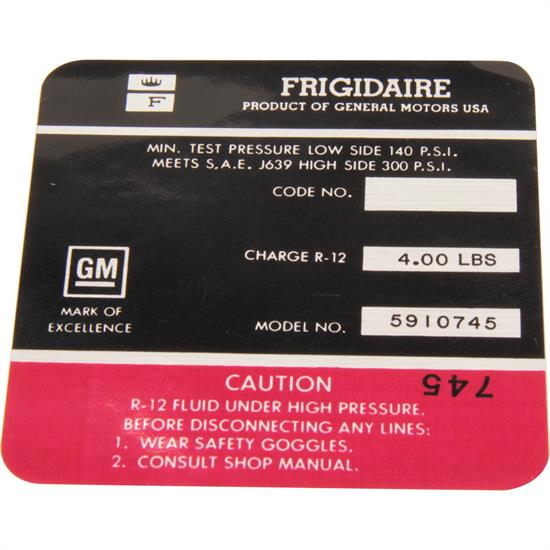 F
FRIGIDAIRE
PRODUCT OF GENERAL MOTORS USA
MIN. TEST PRESSURE LOW SIDE 140 P.S.I.
MEETS S.A.E. J639 HIGH SIDE 300 P.S.I.
CODE NO.
CHARGE R-12 4.00 LBS
GM
MARK OF
EXCELLENCE
MODEL NO. 5910745
745
CAUTION
R-12 FLUID UNDER HIGH PRESSURE.
BEFORE DISCONNECTING ANY LINES:
1. WEAR SAFETY GOGGLES.
2. CONSULT SHOP MANUAL.